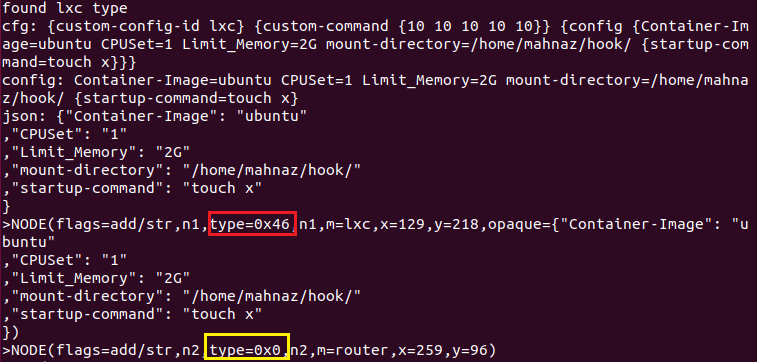 found lxc type
cfg: {custom-config-id lxc} {custom-command {10 10 10 10 10}} {config {Container-Im
age=ubuntu CPUSet=1 Limit_Memory=2G mount-directory=/home/mahnaz/hook/ {startup-com
mand=touch x}}}
config: Container-Image=ubuntu CPUSet=1 Limit_Memory=2G mount-directory=/home/mahna
z/hook/ {startup-command=touch x}
json: {"Container-Image": "ubuntu"
,"CPUSet": "1"
,"Limit_Memory": "2G"
,"mount-directory": "/home/mahnaz/hook/"
,"startup-command": "touch x"
}
>NODE(flags=add/str,n1,type=0x46,n1,m=lxc,x=129,y=218,opaque={"Container-Image": "u
buntu"
,"CPUSet": "1"
,"Limit_Memory": "2G"
,"mount-directory": "/home/mahnaz/hook/"
,"startup-command": "touch x"
})
>NODE(flags=add/str,n2,type=0x0,n2,m=router,x=259,y=96)